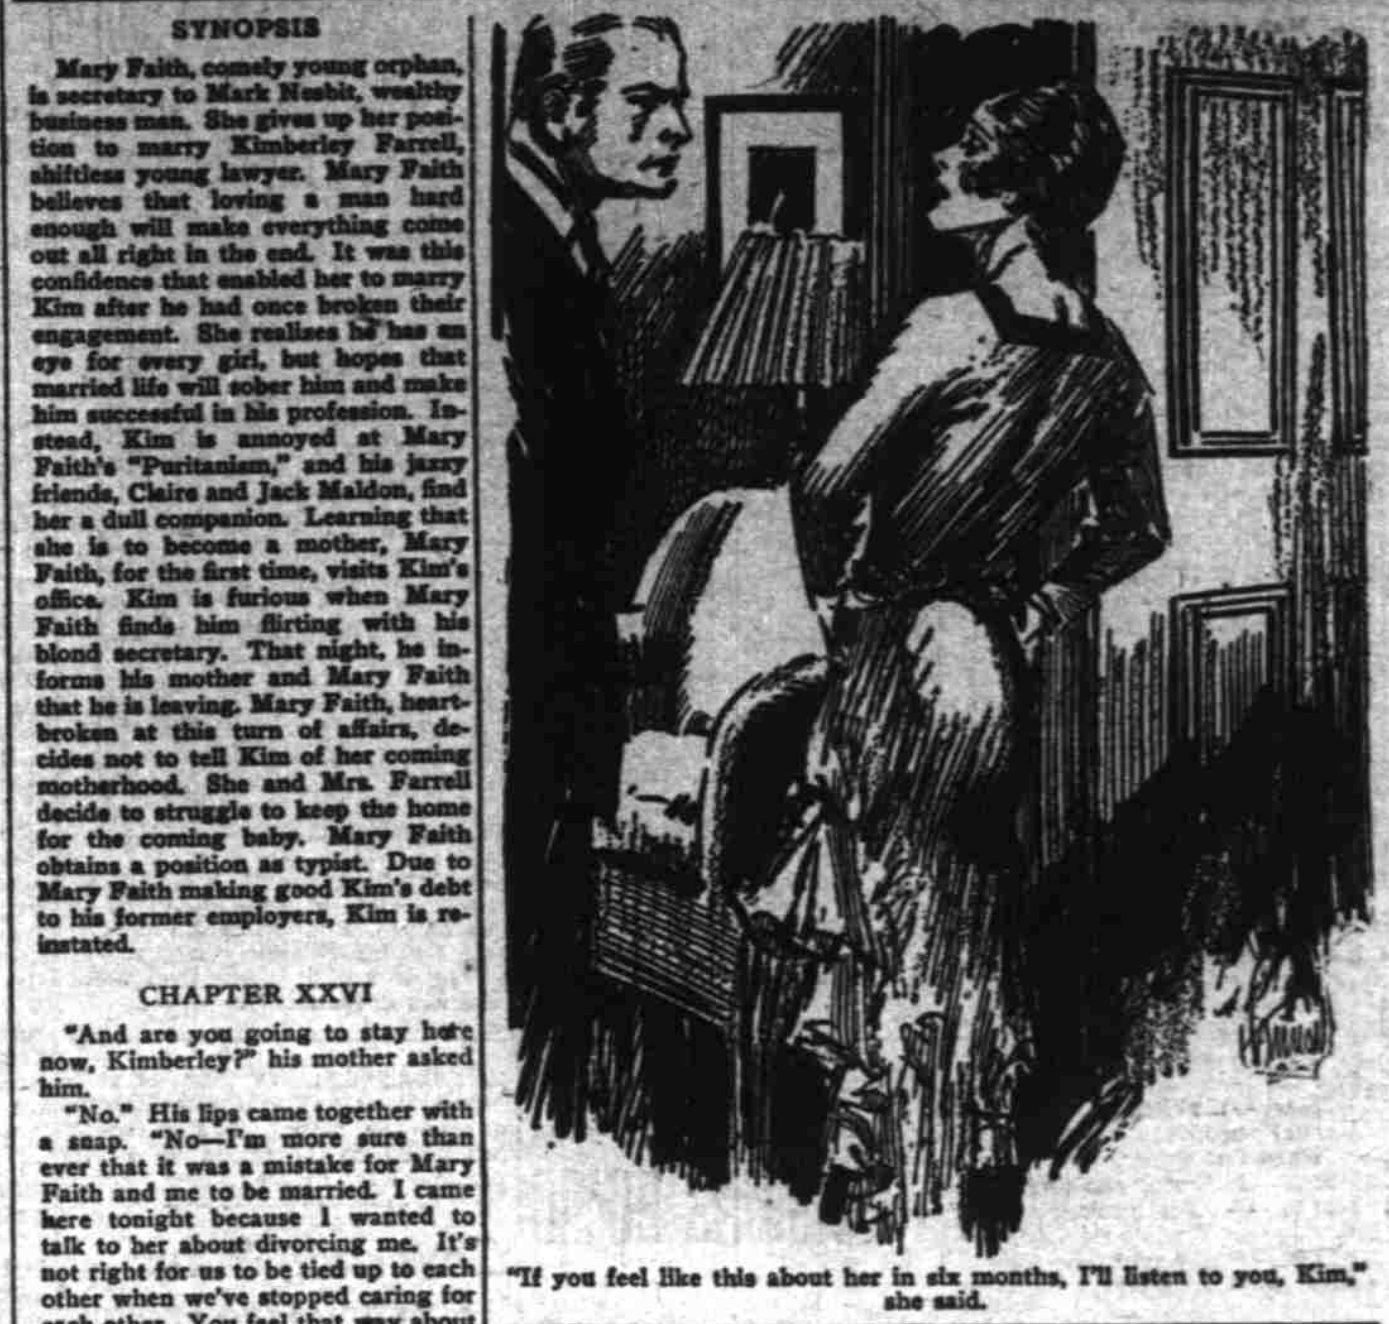 SYNOPSIS
Mary Faith, comely young orphan,
is secretary to Mark Nesbit, wealthy
business man. She gives up her posi-
tion to marry Kimberley Farrell,
shiftless young lawyer. Mary Faith
believes that loving a man hard
enough will make everything come
out all right in the end. It was this
confidence that enabled her to marry
Kim after he had once broken their
engagement. She realizes he has an
eye for every girl, but hopes that
married life will sober him and make
him successful in his profession. In-
stead, Kim is annoyed at Mary
Faith's "Puritanism," and his jazzy
friends, Claire and Jack Maldon, find
her a dull companion. Learning that
she is to become a mother, Mary
Faith, for the first time, visits Kim's
office. Kim is furious when Mary
Faith finds him flirting with his
blond secretary. That night, he in-
forms his mother and Mary Faith
that he is leaving. Mary Faith, heart-
broken at this turn of affairs, de-
cides not to tell Kim of her coming
motherhood. She and Mrs. Farrell
decide to struggle to keep the home
for the coming baby. Mary Faith
obtains a position as typist. Due to
Mary Faith making good Kim's debt
to his former employers, Kim is re-
instated.
CHAPTER XXVI
"And are you going to stay here
now, Kimberley?" his mother asked
him.
"No." His lips came together with
a snap. "No—I'm more sure than
ever that it was a mistake for Mary
Faith and me to be married. I came
here tonight because I wanted to
talk to her about divorcing me. It's
not right for us to be tied up to each
other when we've stopped caring for
each other. You feel that way about
"If you feel like this about her in six months, I'll listen to you, Kim,"
she said.